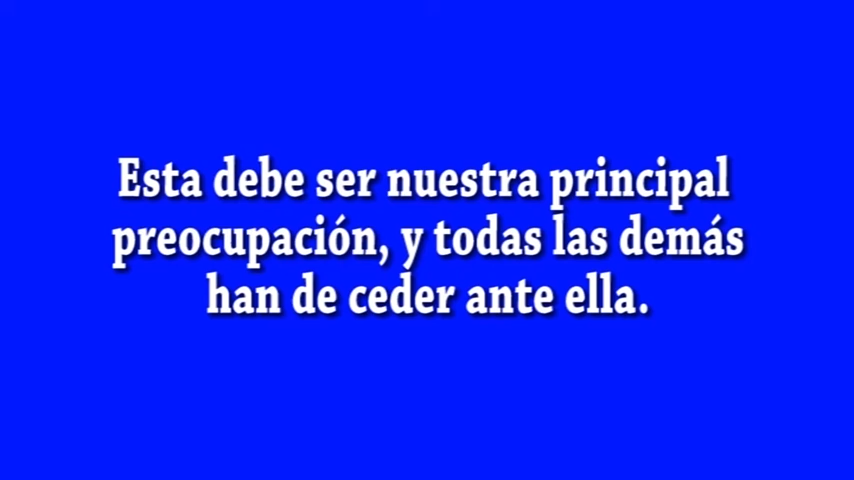 Esta debe ser nuestra principal
preocupación, y todas las demás
han de ceder ante ella.